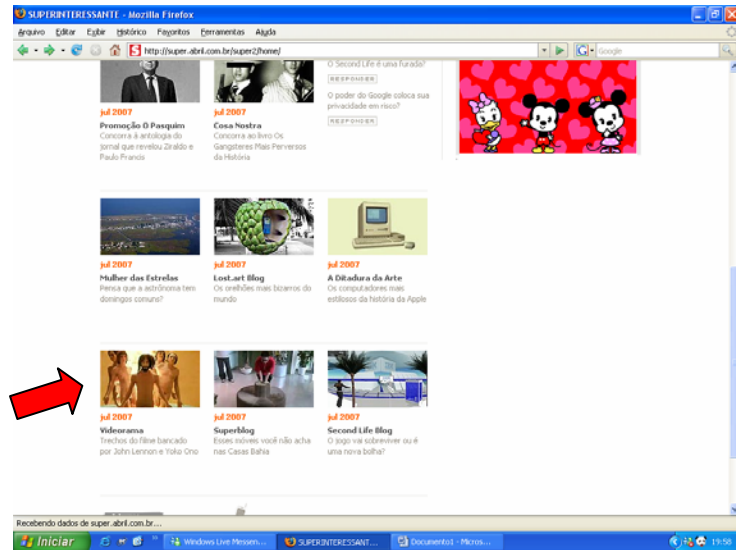 SUPERINTERESSANTE - Mozilla Firefox
Arquivo Editar Exibir Histórico Favoritos Ferramentas Ajuda
http://super.abril.com.br/super2/home/
G Google
O Second Life é uma furada?
RESPONDER
O poder do Google coloca sua
privacidade em risco?
RESPONDER
jul 2007
Promoção O Pasquim
Concorra à antologia do
jornal que revelou Ziraldo e
Paulo Francis
jul 2007
Cosa Nostra
Concorra ao livro Os
Gangsteres Mais Perversos
da História
jul 2007
Mulher das Estrelas
Pensa que a astrônoma tem
domingos comuns?
jul 2007
Lost.art Blog
Os orelhões mais bizarros do
mundo
jul 2007
A Ditadura da Arte
Os computadores mais
estilosos da história da Apple
jul 2007
Videorama
Trechos do filme bancado
por John Lennon e Yoko Ono
jul 2007
Superblog
Esses móveis você não acha
nas Casas Bahia
jul 2007
Second Life Blog
O jogo vai sobreviver ou é
uma nova bolha?
Recebendo dados de super.abril.com.br...
Iniciar
Windows Live Messen...
SUPERINTERESSANT...
Documento1 - Micros...
19:58